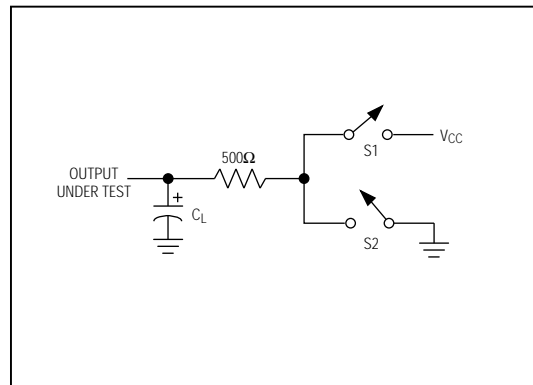 500Ω
S1
VCC
OUTPUT
UNDER TEST
+
CL
S2